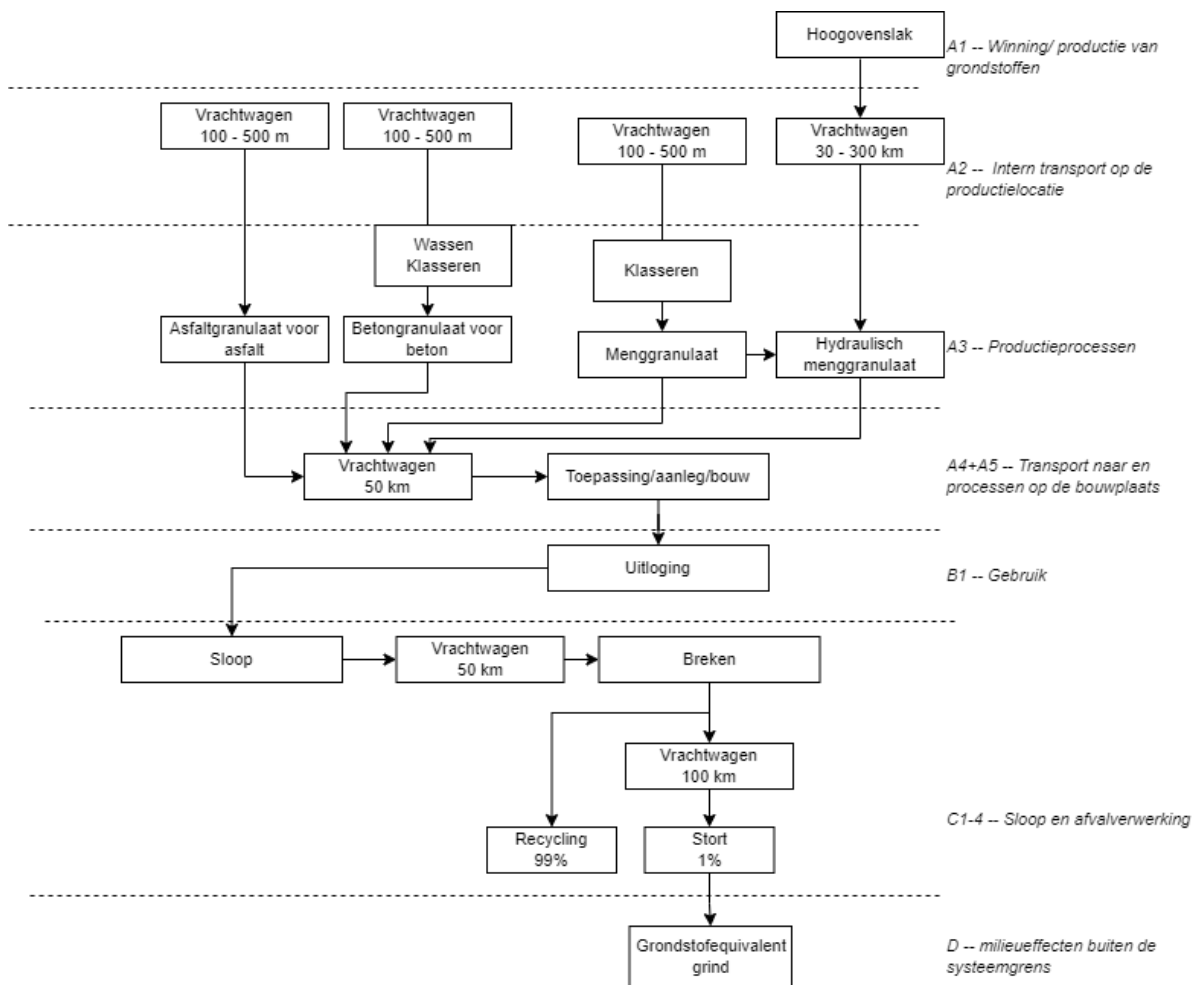 Hoogovenslak
A1 -- Winning/ productie van
grondstoffen
Vrachtwagen
100 - 500 m
Vrachtwagen
100 - 500 m
Vrachtwagen
100 - 500 m
Vrachtwagen
30 - 300 km
A2 -- Intern transport op de
productielocatie
Wassen
Klasseren
Klasseren
Asfaltgranulaat voor
asfalt
Betongranulaat voor
beton
Menggranulaat
Hydraulisch
menggranulaat
A3 -- Productieprocessen
Vrachtwagen
50 km
Toepassing/aanleg/bouw
A4+A5 -- Transport naar en
processen op de bouwplaats
Uitloging
B1 -- Gebruik
Sloop
Vrachtwagen
50 km
Breken
Vrachtwagen
100 km
Recycling
99%
Stort
1%
C1-4 -- Sloop en afvalverwerking
Grondstofequivalent
grind
D -- milieueffecten buiten de
systeemgrens